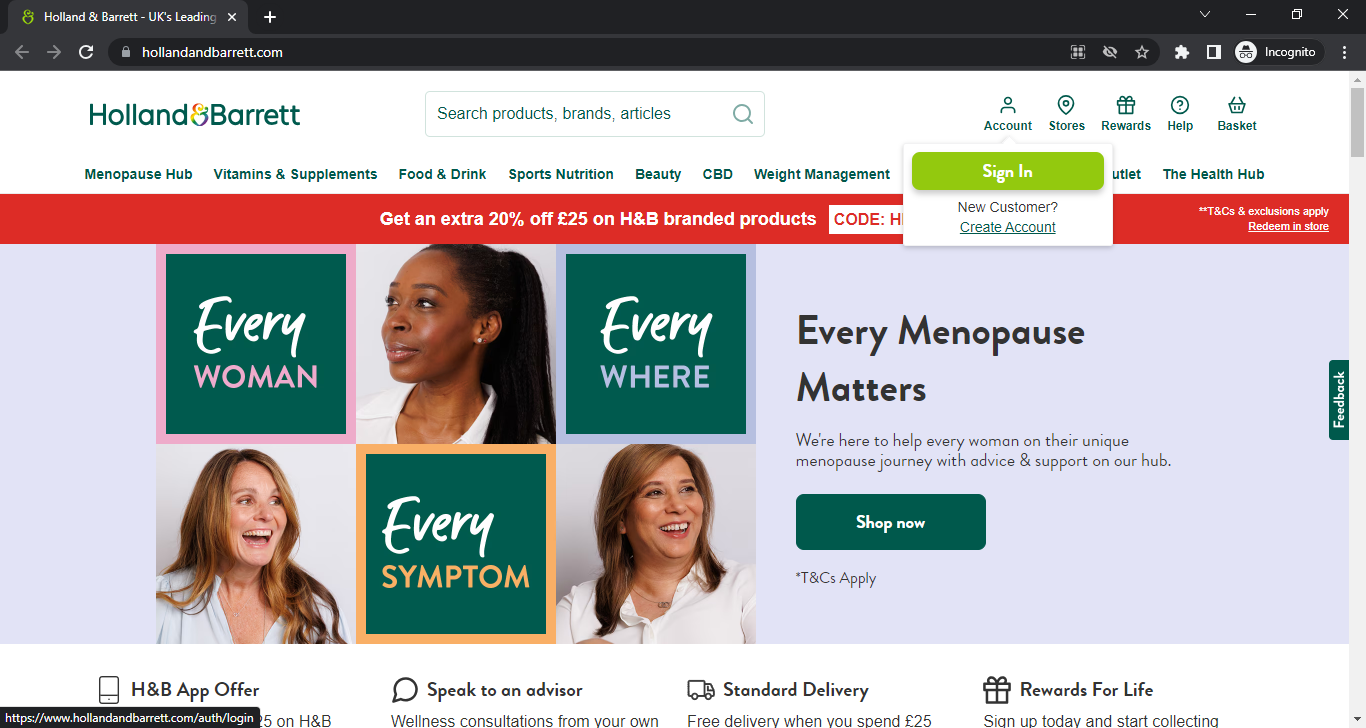 Holland & Barrett - UK's Leading
hollandandbarrett.com
Incognito
Holland&Barrett
Search products, brands, articles
Account
Stores
Rewards
Help
Basket
Menopause Hub
Vitamins & Supplements
Food & Drink
Sports Nutrition
Beauty
CBD
Weight Management
The Health Hub
Sign In
New Customer?
Create Account
Get an extra 20% off £25 on H&B branded products
CODE:
**T&Cs & exclusions apply
Redeem in store
Every
WOMAN
Every
WHERE
Every
SYMPTOM
Every Menopause
Matters
We're here to help every woman on their unique
menopause journey with advice & support on our hub.
Shop now
*T&Cs Apply
Feedback
H&B App Offer
Speak to an advisor
Standard Delivery
Rewards For Life
on H&B
Wellness consultations from your own
Free delivery when you spend £25
Sign up today and start collecting
https://www.hollandandbarrett.com/auth/login